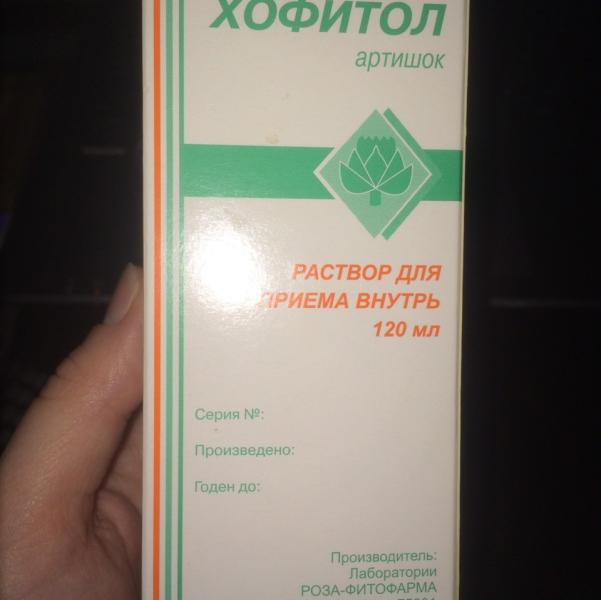 ХОФИТОЛ
артишок
РАСТВОР ДЛЯ
ПРИЕМА ВНУТРЬ
120 мл
Серия №:
Произведено:
Годен до:
Производитель:
Лаборатории
РОЗА-ФИТОФАРМА